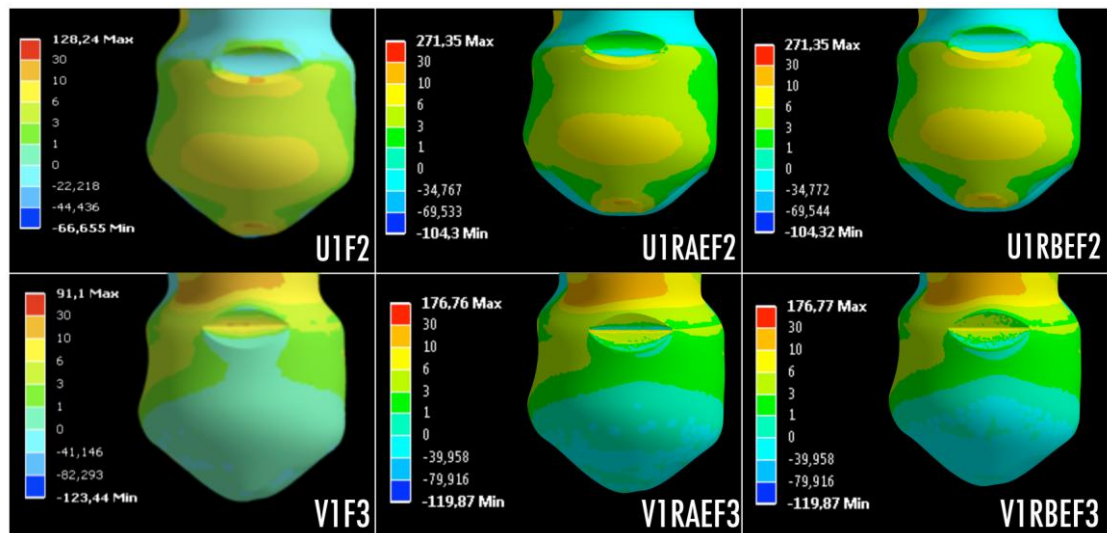 128,24 Max
30
10
6
3
1
0
-22,218
-44,436
-66,655 Min
U1F2
271,35 Max
30
10
6
3
1
0
-34,767
-69,533
-104,3 Min
U1RAEF2
271,35 Max
30
10
6
3
1
0
-34,772
-69,544
-104,32 Min
U1RBEF2
91,1 Max
30
10
6
3
1
0
-41,146
-82,293
-123,44 Min
V1F3
176,76 Max
30
10
6
3
1
0
-39,958
-79,916
-119,87 Min
V1RAEF3
176,77 Max
30
10
6
3
1
0
-39,958
-79,916
-119,87 Min
V1RBEF3